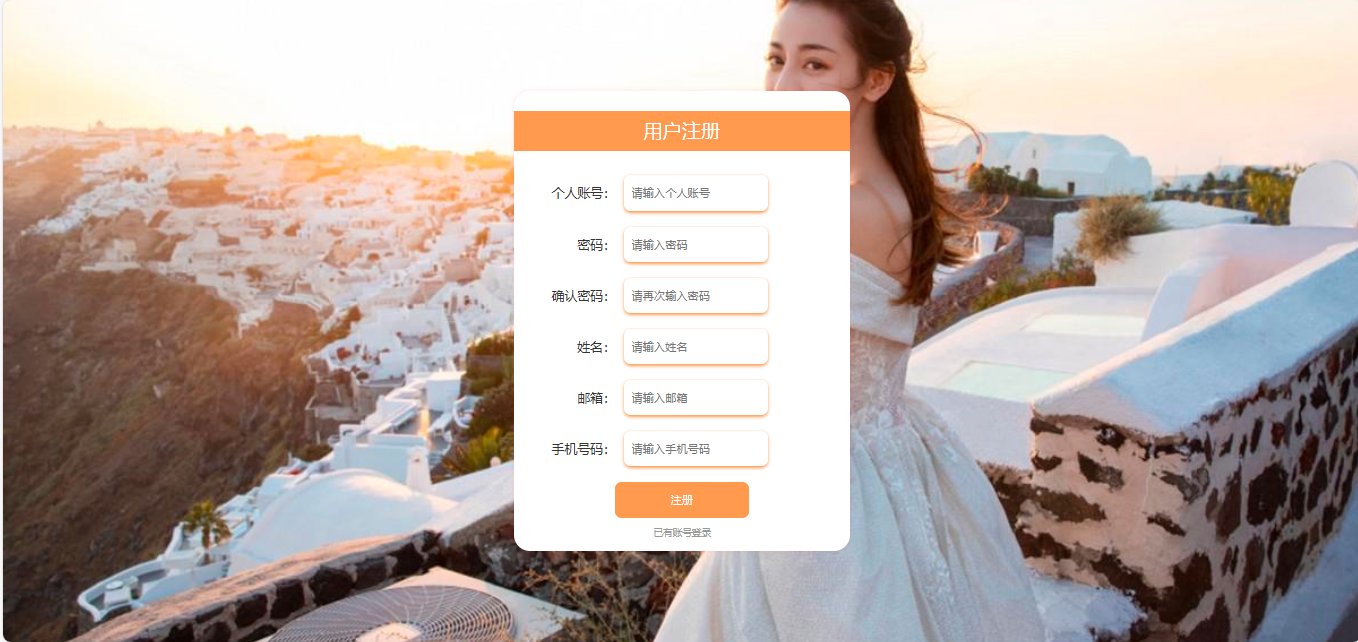 用户注册
个人账号： 请输入个人账号
密码： 请输入密码
确认密码： 请再次输入密码
姓名： 请输入姓名
邮箱： 请输入邮箱
手机号码： 请输入手机号码
注册
已有账号登录